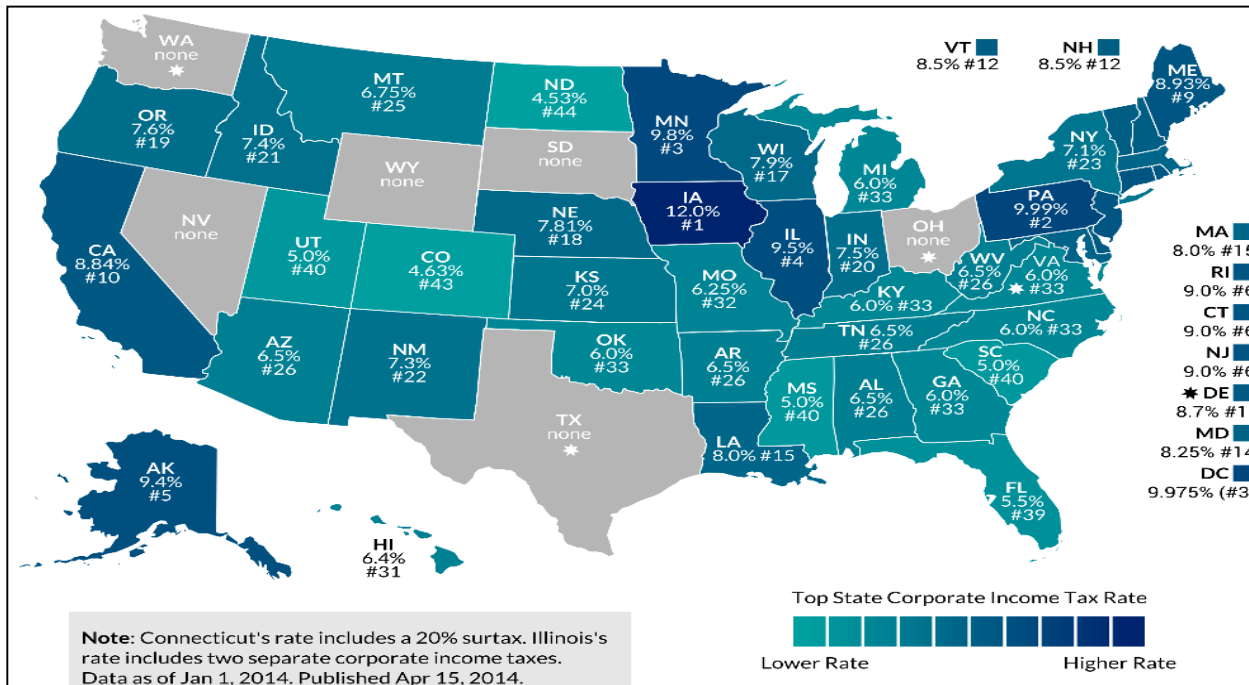 WA
none
✷
MT
6.75%
#25
ND
4.53%
#44
MN
9.8%
#3
VT
8.5% #12
NH
8.5% #12
ME
8.93%
#9
OR
7.6%
#19
ID
7.4%
#21
WY
none
SD
none
WI
7.9%
#17
MI
6.0%
#33
NY
7.1%
#23
NV
none
CA
8.84%
#10
UT
5.0%
#40
CO
4.63%
#43
NE
7.81%
#18
KS
7.0%
#24
IA
12.0%
#1
MO
6.25%
#32
IL
9.5%
#4
IN
7.5%
#20
OH
none
✷
PA
9.99%
#2
WV
6.5%
#26
VA
6.0%
✷ #33
KY
6.0% #33
TN 6.5%
#26
NC
6.0% #33
SC
5.0%
#40
AZ
6.5%
#26
NM
7.3%
#22
OK
6.0%
#33
AR
6.5%
#26
MS
5.0%
#40
AL
6.5%
#26
GA
6.0%
#33
TX
none
✷
LA
8.0% #15
FL
5.5%
#39
MA
8.0% #15
RI
9.0% #6
CT
9.0% #6
NJ
9.0% #6
✷ DE
8.7% #1
MD
8.25% #14
DC
9.975% (#3
AK
9.4%
#5
HI
6.4%
#31
Top State Corporate Income Tax Rate
Lower Rate Higher Rate
Note: Connecticut's rate includes a 20% surtax. Illinois's
rate includes two separate corporate income taxes.
Data as of Jan 1, 2014. Published Apr 15, 2014.